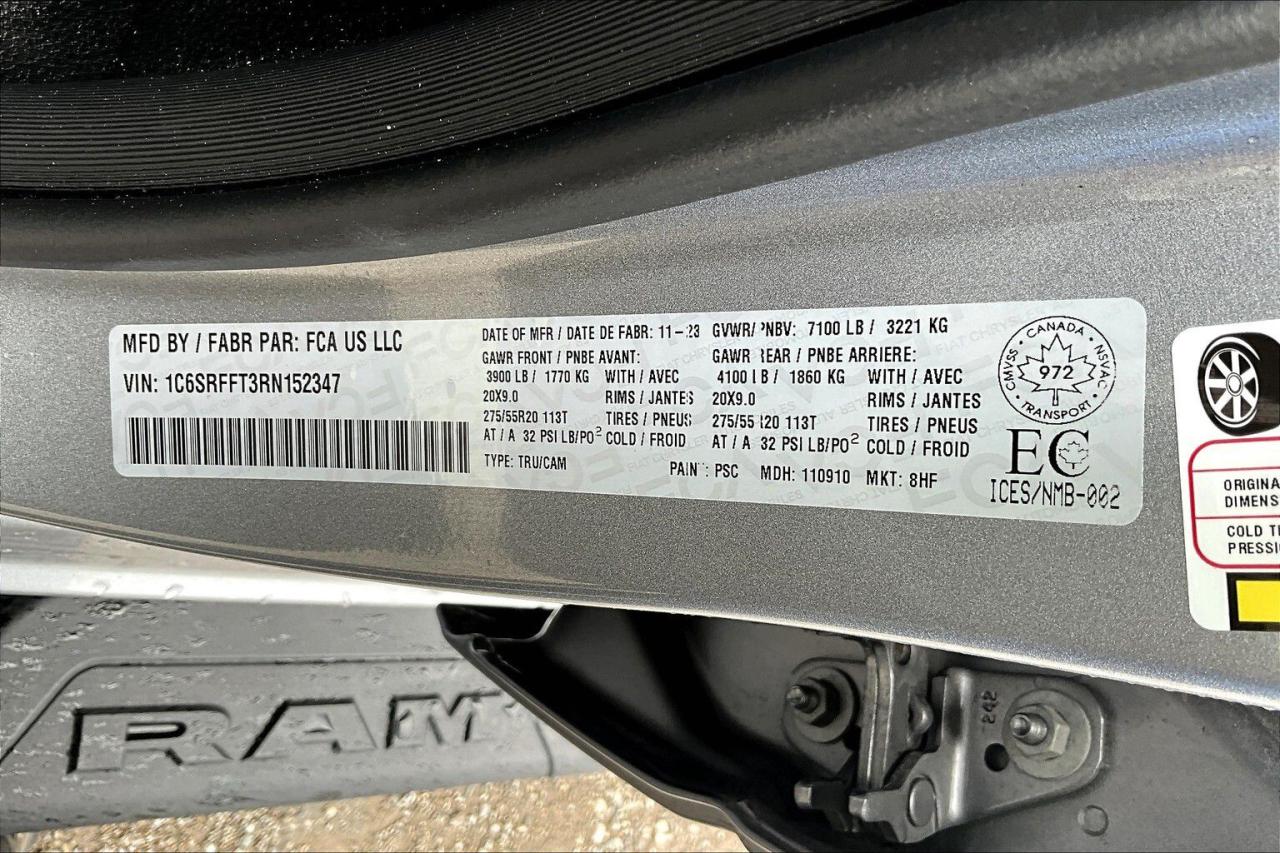 MFD BY / FABR PAR: FCA US LLC
VIN: 1C6SRFFT3RN152347
DATE OF MFR / DATE DE FABR: 11-23
GAWR FRONT / PNBE AVANT:
3900 LB / 1770 KG WITH / AVEC
20X9.0 RIMS / JANTES
275/55R20 113T TIRES / PNEUS
AT / A 32 PSI LB/PO² COLD / FROID
TYPE: TRU/CAM
GVWR/PNBV: 7100 LB / 3221 KG
GAWR REAR / PNBE ARRIERE:
4100 LB / 1860 KG WITH / AVEC
20X9.0 RIMS / JANTES
275/55R20 113T TIRES / PNEUS
AT / A 32 PSI LB/PO² COLD / FROID
PAINT: PSC MDH: 110910 MKT: 8HF
CANADA
CMVSS 972 NSVAC
TRANSPORT
EC
ICES/NMB-002
ORIGINA
DIMENS
COLD TI
PRESSI
RAM
242